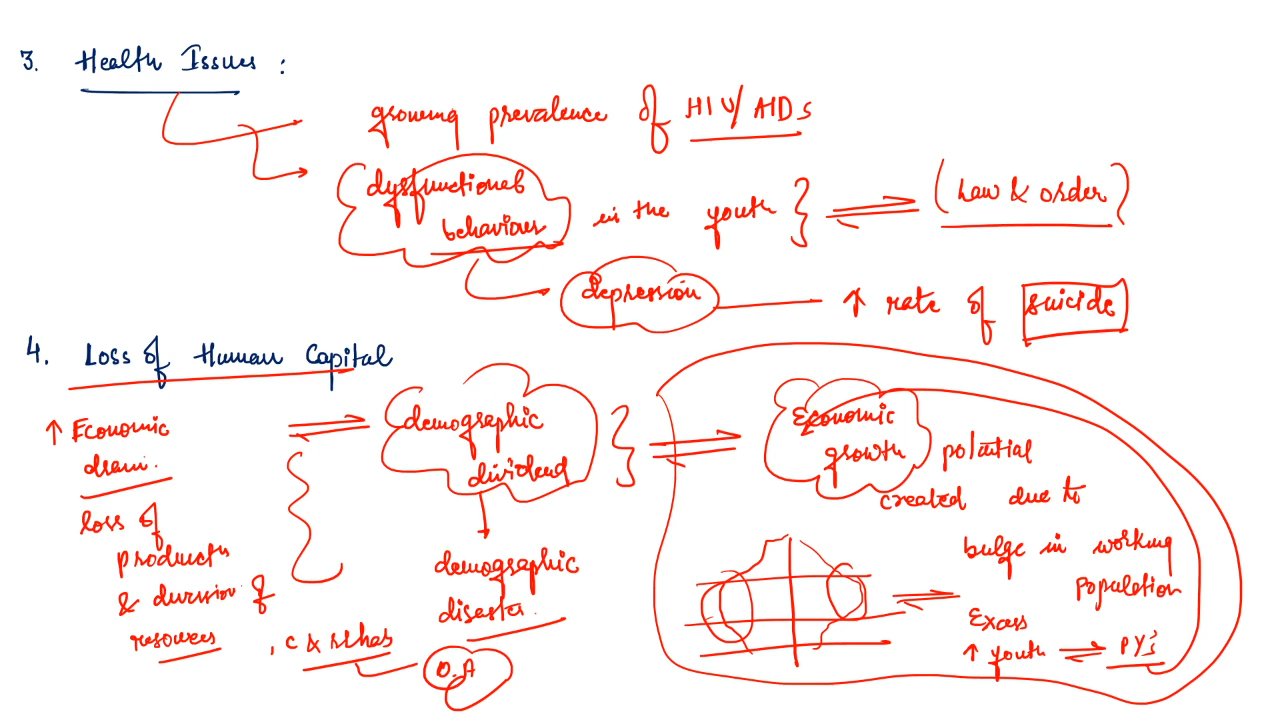 3. Health Issues :
growing prevalence of HIV/AIDs
dysfunctional
behaviour in the youth } ⇌ (Law & order)
depression — ↑ rate of suicide
4. Loss of Human Capital
↑ Economic
drain.
loss of
productn
& diversion of
resources , C & Rehab
O.A
demographic
dividend }
demographic
disaster.
Economic
growth potential
created due to
bulge in working
population
Excess
↑ youth ⇌ PYs